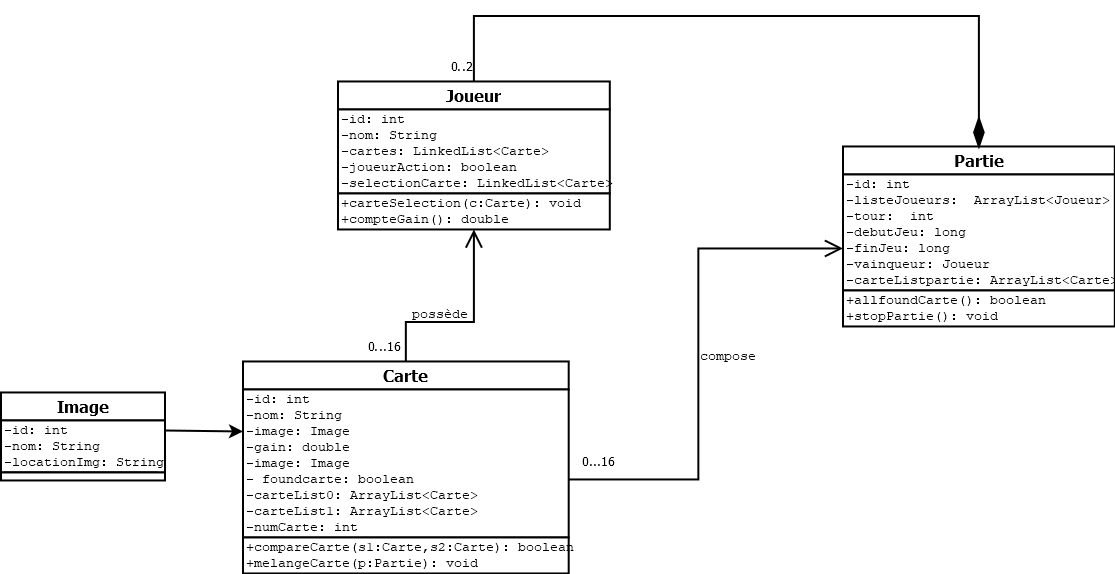 0..2
Joueur
-id: int
-nom: String
-cartes: LinkedList<Carte>
-joueurAction: boolean
-selectionCarte: LinkedList<Carte>
+carteSelection(c:Carte): void
+compteGain(): double
Partie
-id: int
-listeJoueurs:  ArrayList<Joueur>
-tour:  int
-debutJeu: long
-finJeu: long
-vainqueur: Joueur
-carteListpartie: ArrayList<Carte>
+allfoundCarte(): boolean
+stopPartie(): void
possède
0...16
compose
Carte
-id: int
-nom: String
-image: Image
-gain: double
-image: Image
- foundcarte: boolean
-carteList0: ArrayList<Carte>
-carteList1: ArrayList<Carte>
-numCarte: int
+compareCarte(s1:Carte,s2:Carte): boolean
+melangeCarte(p:Partie): void
0...16
Image
-id: int
-nom: String
-locationImg: String